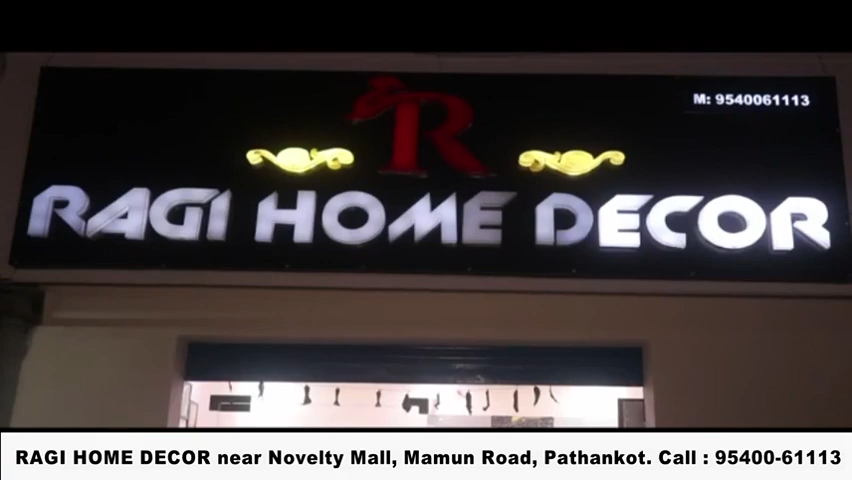 M: 9540061113
R
RAGI HOME DECOR
RAGI HOME DECOR near Novelty Mall, Mamun Road, Pathankot. Call : 95400-61113